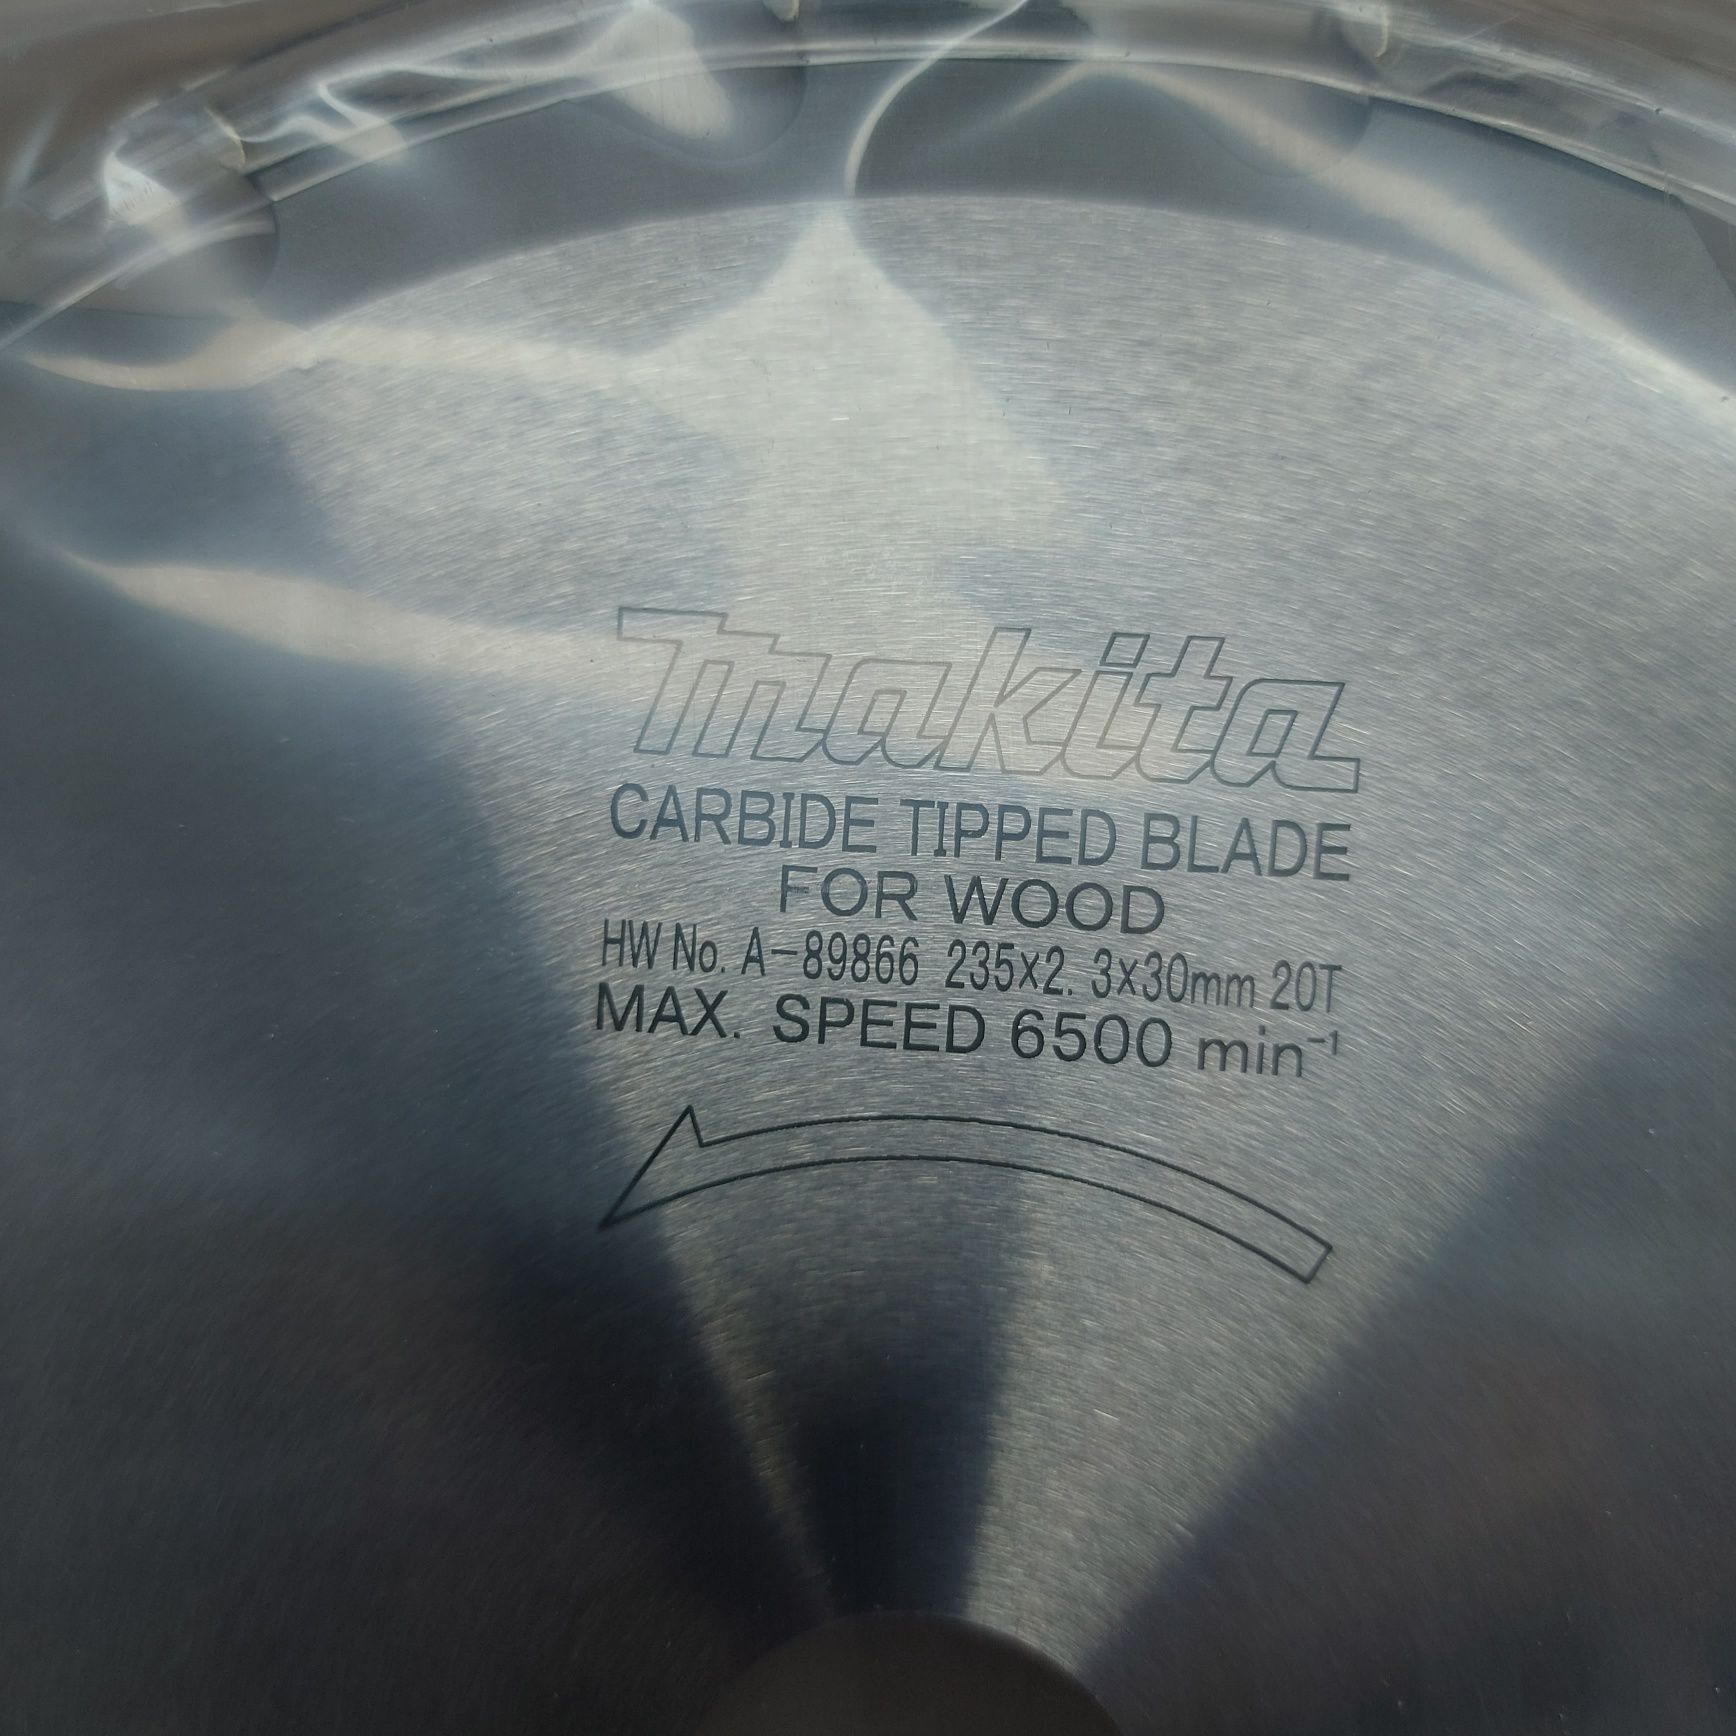 makita
CARBIDE TIPPED BLADE
FOR WOOD
HW No. A-89866 235x2. 3x30mm 20T
MAX. SPEED 6500 min⁻¹